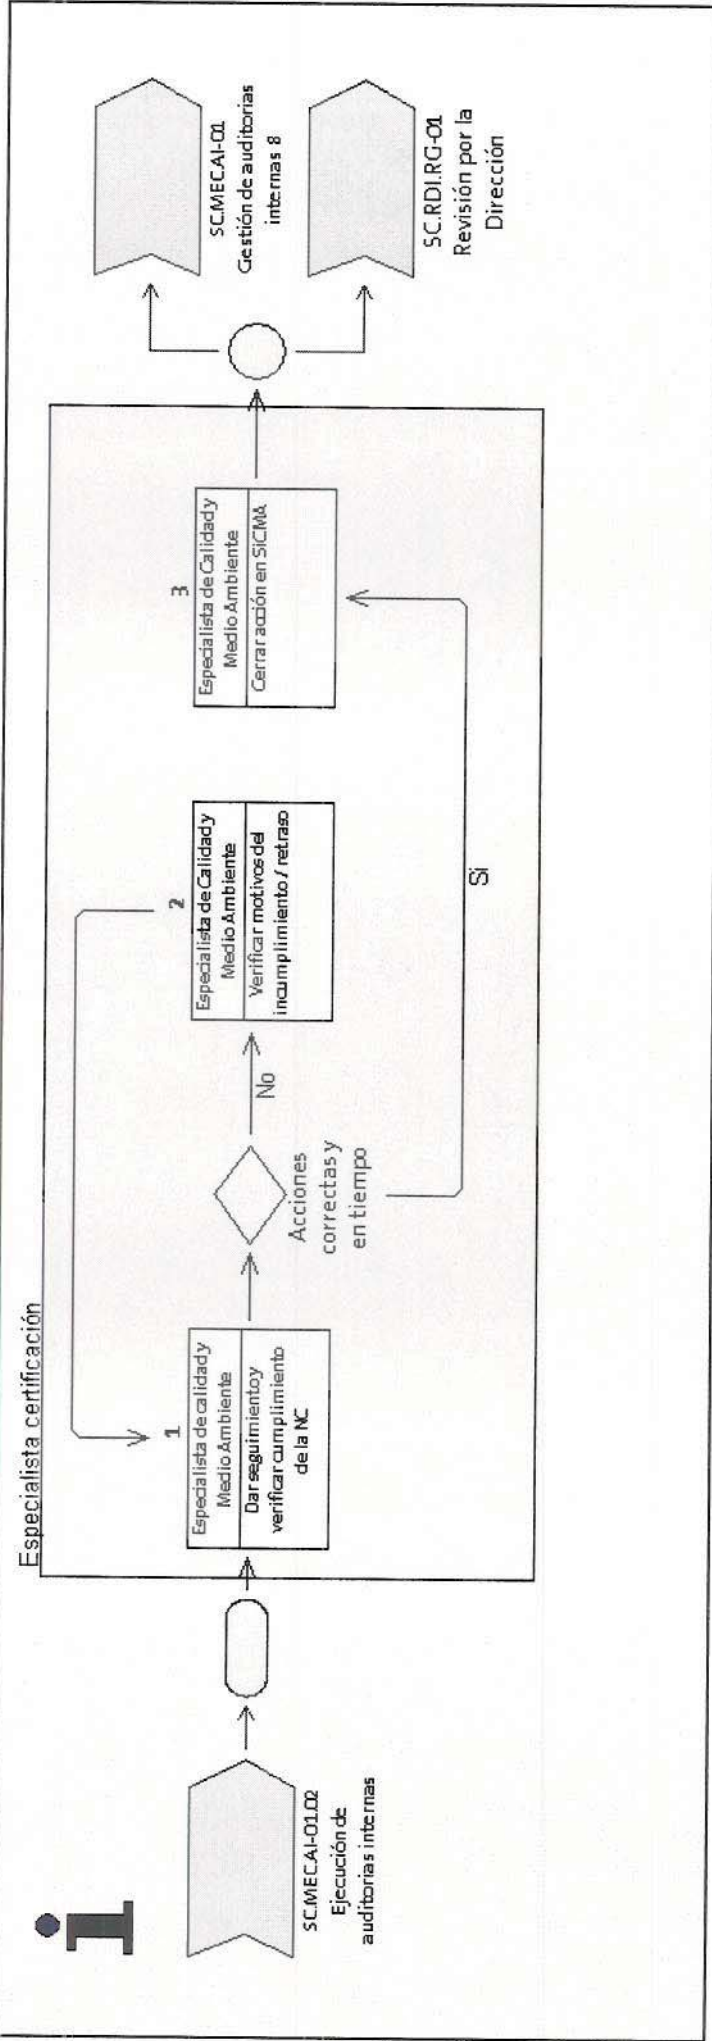 Especialista certificación
SC.MECAI-01.02
Ejecución de
auditorias internas
1
Especialista de calidad y
Medio Ambiente
Dar seguimiento y
verificar cumplimiento
de la NC
Acciones
correctas y
en tiempo
No
Si
2
Especialista de Calidad y
Medio Ambiente
Verificar motivos del
incumplimiento / retraso
3
Especialista de Calidad y
Medio Ambiente
Cerrar acción en SiCMA
SC.MECAI-01
Gestión de auditorias
internas 8
SC.RDI.RG-01
Revisión por la
Dirección